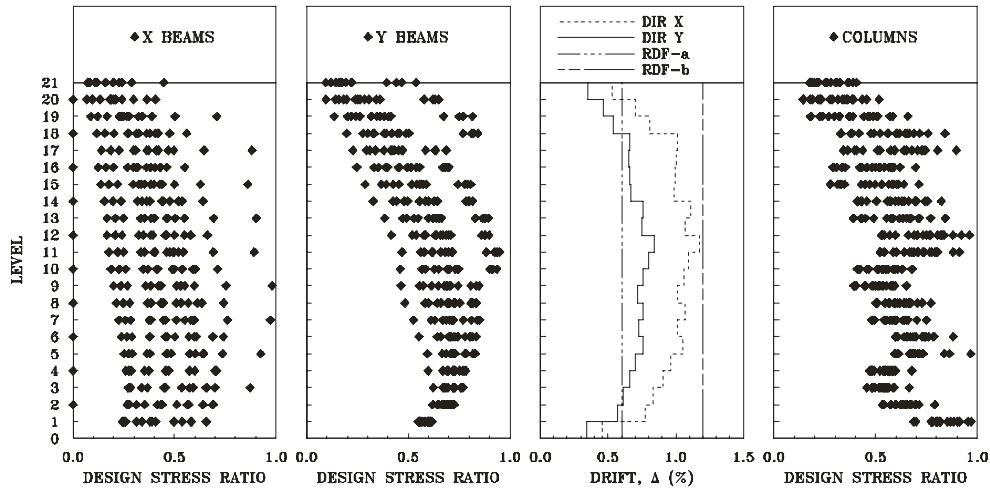 X BEAMS
Y BEAMS
DIR X
DIR Y
RDF-a
RDF-b
COLUMNS
LEVEL
21
20
19
18
17
16
15
14
13
12
11
10
9
8
7
6
5
4
3
2
1
0
0.0 0.5 1.0
DESIGN STRESS RATIO
0.0 0.5 1.0
DESIGN STRESS RATIO
0.0 0.5 1.0 1.5
DRIFT, Δ (%)
0.0 0.5 1.0
DESIGN STRESS RATIO